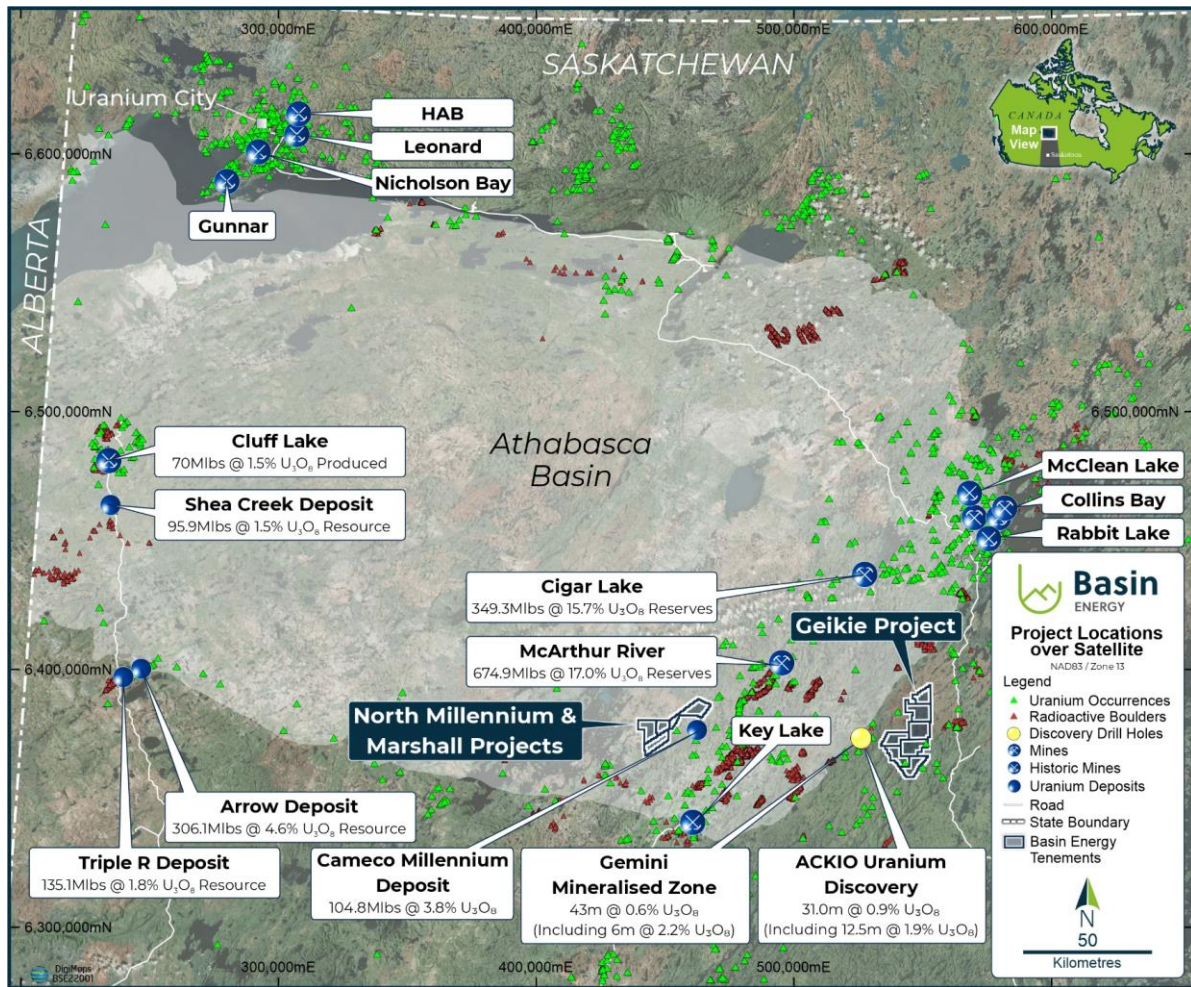 300,000mE
400,000mE
500,000mE
600,000mE
SASKATCHEWAN
CANADA
Map
View
Saskatoon
Uranium City
HAB
Leonard
Nicholson Bay
Gunnar
6,600,000mN
ALBERTA
6,500,000mN
6,500,000mN
Athabasca
Basin
Cluff Lake
70Mlbs @ 1.5% U₃O₈ Produced
Shea Creek Deposit
95.9Mlbs @ 1.5% U₃O₈ Resource
McClean Lake
Collins Bay
Rabbit Lake
Cigar Lake
349.3Mlbs @ 15.7% U₃O₈ Reserves
Geikie Project
McArthur River
674.9Mlbs @ 17.0% U₃O₈ Reserves
6,400,000mN
North Millennium &
Marshall Projects
Key Lake
Arrow Deposit
306.1Mlbs @ 4.6% U₃O₈ Resource
Triple R Deposit
135.1Mlbs @ 1.8% U₃O₈ Resource
Cameco Millennium
Deposit
104.8Mlbs @ 3.8% U₃O₈
Gemini
Mineralised Zone
43m @ 0.6% U₃O₈
(Including 6m @ 2.2% U₃O₈)
ACKIO Uranium
Discovery
31.0m @ 0.9% U₃O₈
(Including 12.5m @ 1.9% U₃O₈)
6,300,000mN
300,000mE
400,000mE
500,000mE
DigiMaps
BSE22001
Basin
ENERGY
Project Locations
over Satellite
NAD83 / Zone 13
Legend
Uranium Occurrences
Radioactive Boulders
Discovery Drill Holes
Mines
Historic Mines
Uranium Deposits
Road
State Boundary
Basin Energy
Tenements
N
50
Kilometres